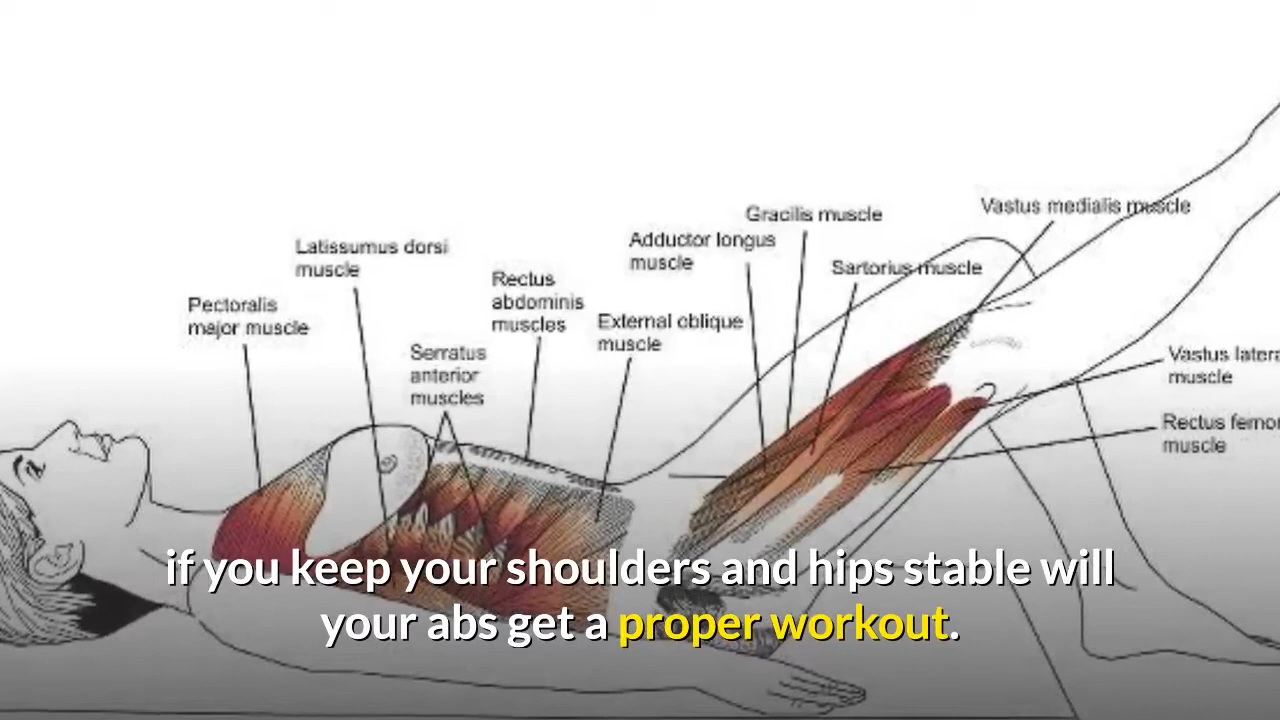 Vastus medialis muscle
Gracilis muscle
Adductor longus
muscle
Sartorius muscle
Latissumus dorsi
muscle
Rectus
abdominis
muscles
Pectoralis
major muscle
External oblique
muscle
Serratus
anterior
muscles
Vastus latera
muscle
Rectus femor
muscle
if you keep your shoulders and hips stable will
your abs get a proper workout.